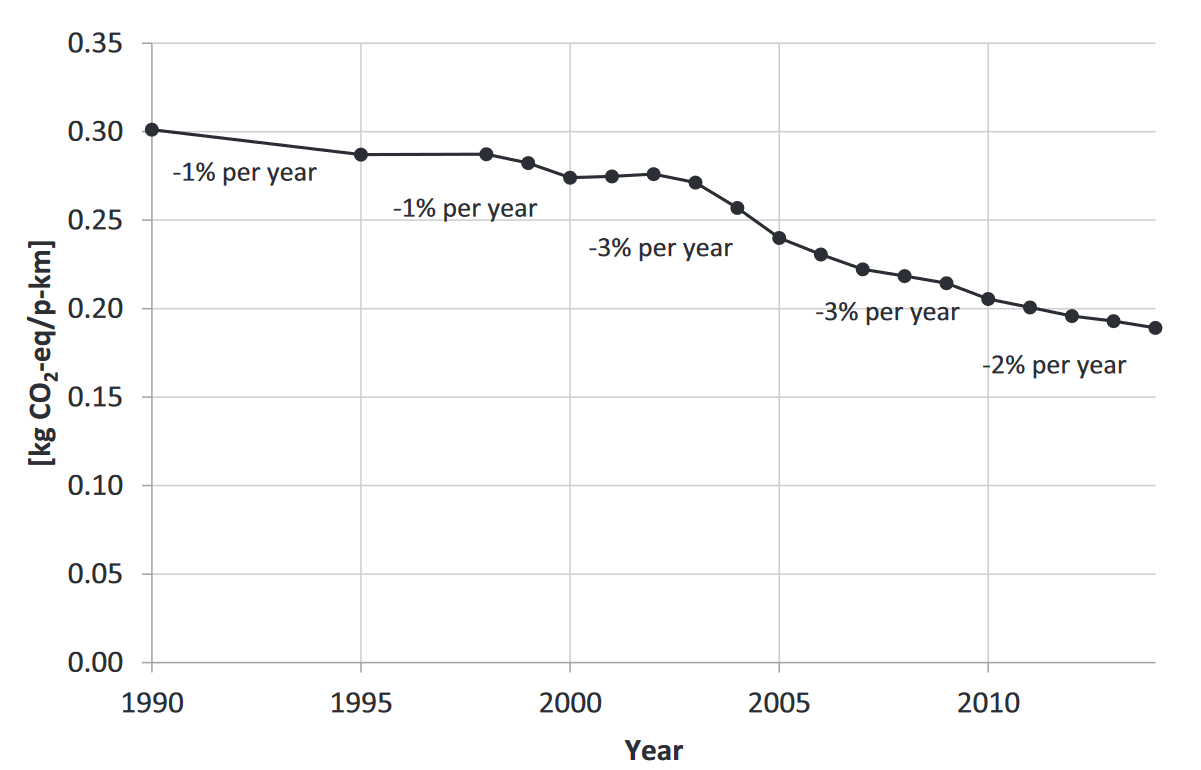 0.35
0.30
0.25
0.20
0.15
0.10
0.05
0.00
[kg CO₂-eq/p-km]
-1% per year
-1% per year
-3% per year
-3% per year
-2% per year
1990 1995 2000 2005 2010
Year